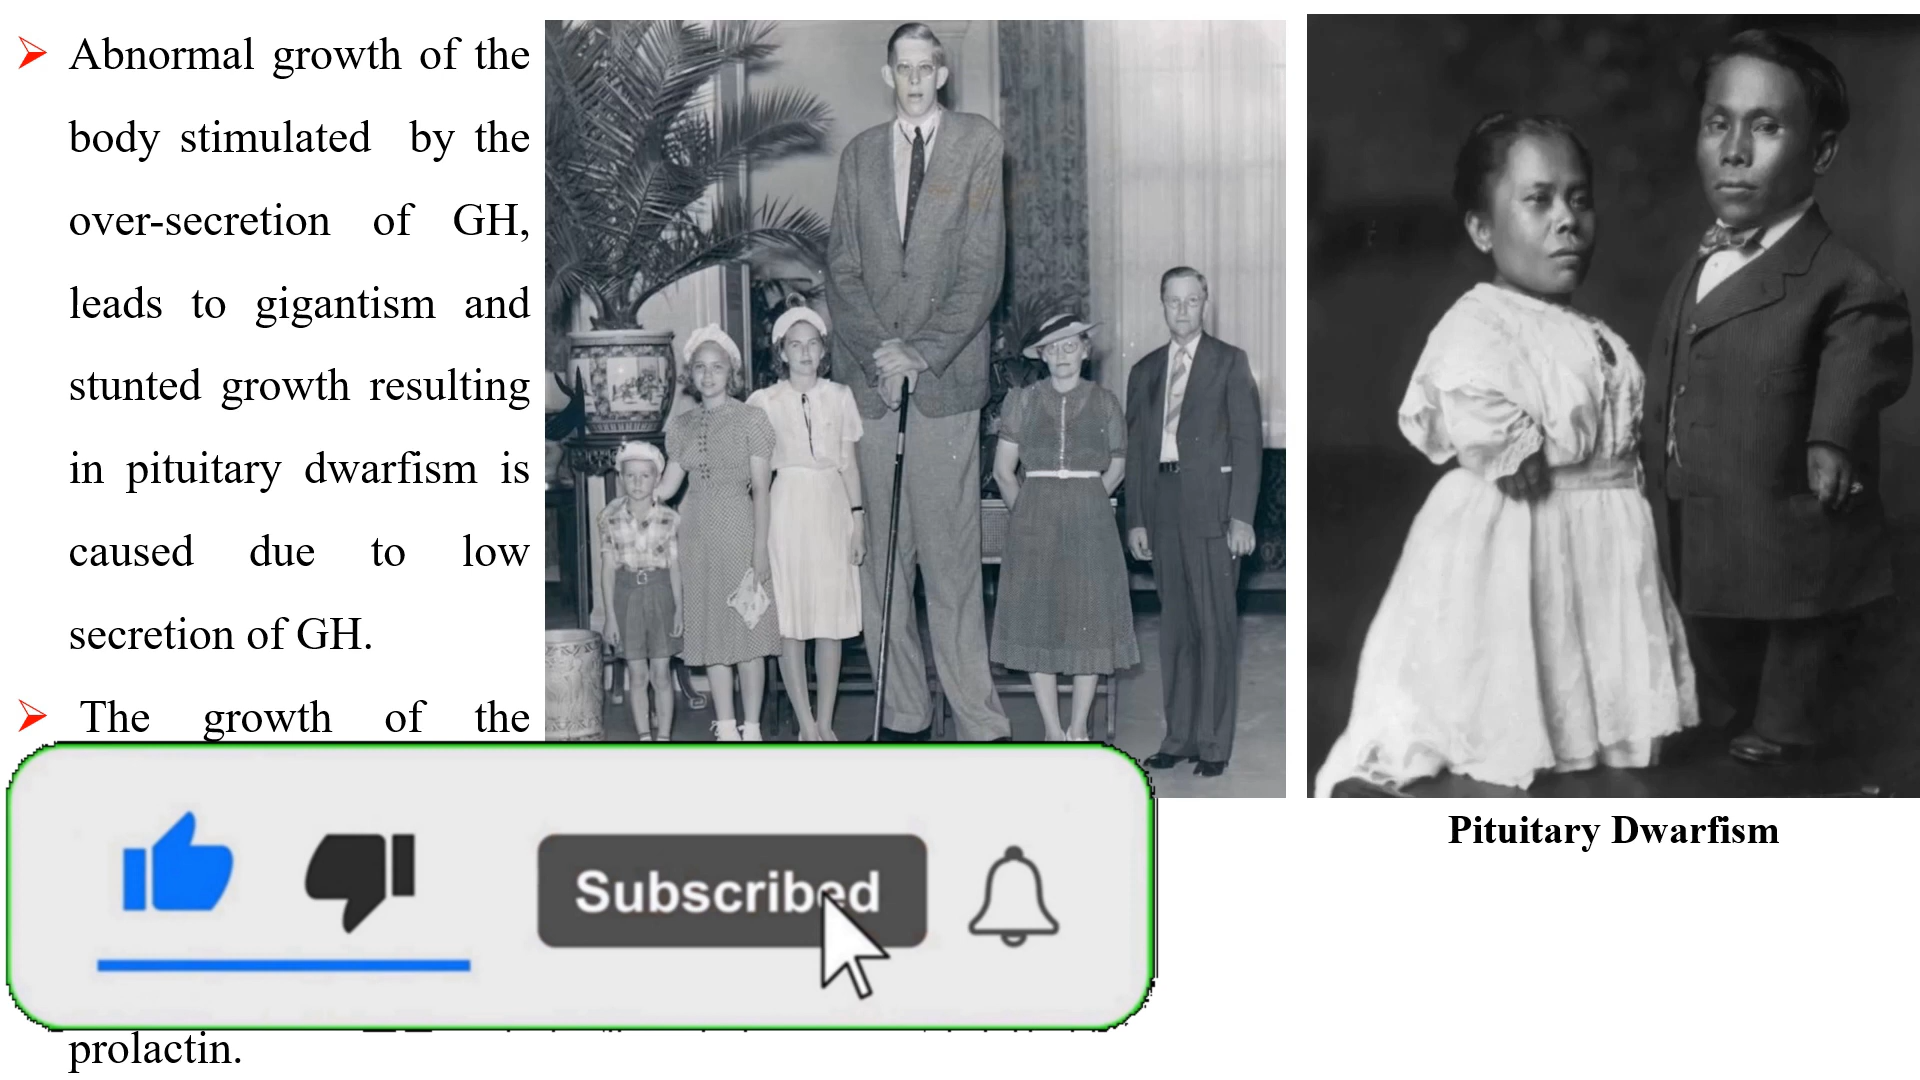 Abnormal growth of the
body stimulated by the
over-secretion of GH,
leads to gigantism and
stunted growth resulting
in pituitary dwarfism is
caused due to low
secretion of GH.
The growth of the
prolactin.
Pituitary Dwarfism
Subscribed